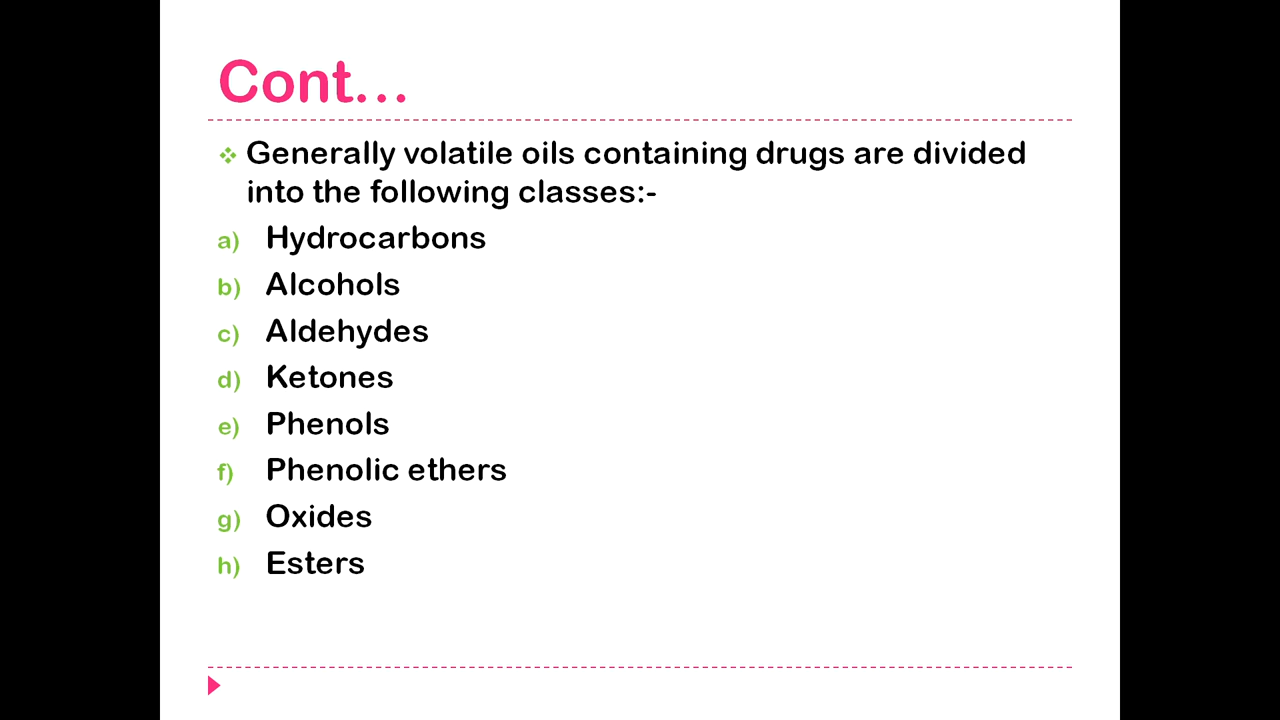 Cont...
❖ Generally volatile oils containing drugs are divided
into the following classes:-
a) Hydrocarbons
b) Alcohols
c) Aldehydes
d) Ketones
e) Phenols
f) Phenolic ethers
g) Oxides
h) Esters